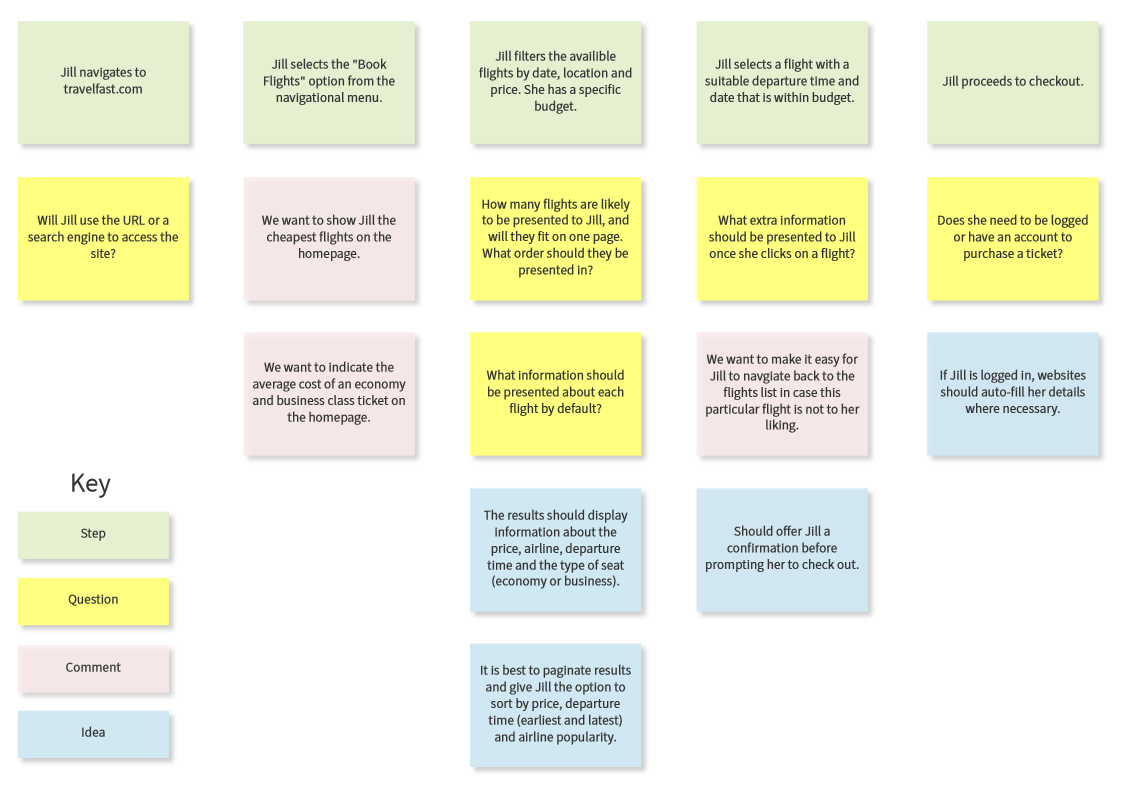 Jill navigates to
travelfast.com
Jill selects the "Book
Flights" option from the
navigational menu.
Jill filters the availible
flights by date, location and
price. She has a specific
budget.
Jill selects a flight with a
suitable departure time and
date that is within budget.
Jill proceeds to checkout.
Will Jill use the URL or a
search engine to access the
site?
We want to show Jill the
cheapest flights on the
homepage.
How many flights are likely
to be presented to Jill, and
will they fit on one page.
What order should they be
presented in?
What extra information
should be presented to Jill
once she clicks on a flight?
Does she need to be logged
or have an account to
purchase a ticket?
We want to indicate the
average cost of an economy
and business class ticket on
the homepage.
What information should
be presented about each
flight by default?
We want to make it easy for
Jill to navgiate back to the
flights list in case this
particular flight is not to her
liking.
If Jill is logged in, websites
should auto-fill her details
where necessary.
The results should display
information about the
price, airline, departure
time and the type of seat
(economy or business).
Should offer Jill a
confirmation before
prompting her to check out.
It is best to paginate results
and give Jill the option to
sort by price, departure
time (earliest and latest)
and airline popularity.
Key
Step
Question
Comment
Idea